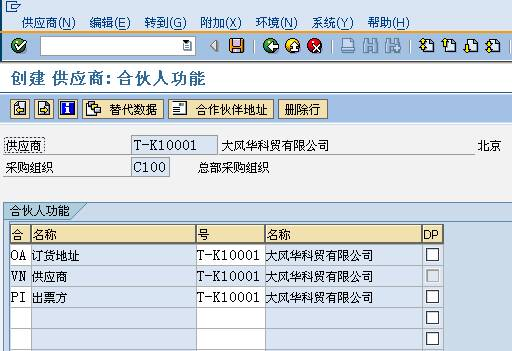 供应商(N) 编辑(E) 转到(G) 附加(X) 环境(N) 系统(Y) 帮助(H)
创建 供应商: 合伙人功能
替代数据 合作伙伴地址 删除行
供应商 T-K10001 大风华科贸有限公司 北京
采购组织 C100 总部采购组织
合伙人功能
合 名称 号 名称 DP
OA 订货地址 T-K10001 大风华科贸有限公司
VN 供应商 T-K10001 大风华科贸有限公司
PI 出票方 T-K10001 大风华科贸有限公司